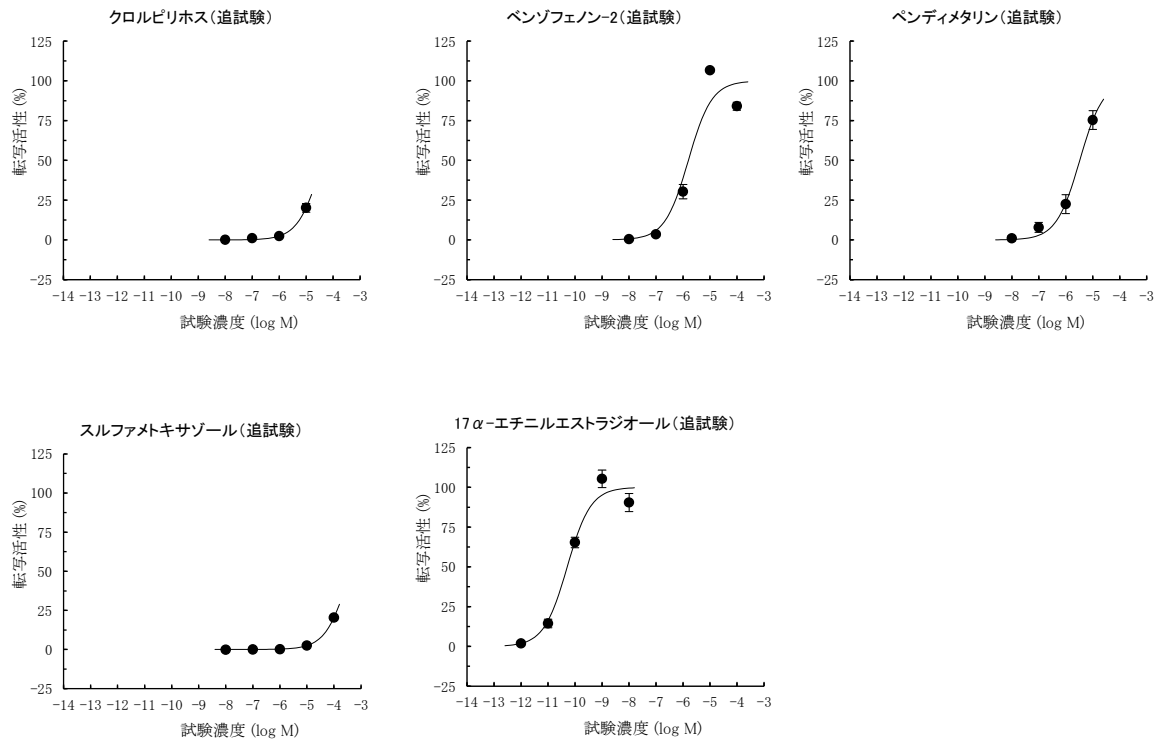 クロルピリホス(追試験)
125
100
75
50
25
0
-25
転写活性 (%)
-14 -13 -12 -11 -10 -9 -8 -7 -6 -5 -4 -3
試験濃度 (log M)
ベンゾフェノン-2(追試験)
125
100
75
50
25
0
-25
転写活性 (%)
-14 -13 -12 -11 -10 -9 -8 -7 -6 -5 -4 -3
試験濃度 (log M)
ペンディメタリン(追試験)
125
100
75
50
25
0
-25
転写活性 (%)
-14 -13 -12 -11 -10 -9 -8 -7 -6 -5 -4 -3
試験濃度 (log M)
スルファメトキサゾール(追試験)
125
100
75
50
25
0
-25
転写活性 (%)
-14 -13 -12 -11 -10 -9 -8 -7 -6 -5 -4 -3
試験濃度 (log M)
17α-エチニルエストラジオール(追試験)
125
100
75
50
25
0
-25
転写活性 (%)
-14 -13 -12 -11 -10 -9 -8 -7 -6 -5 -4 -3
試験濃度 (log M)